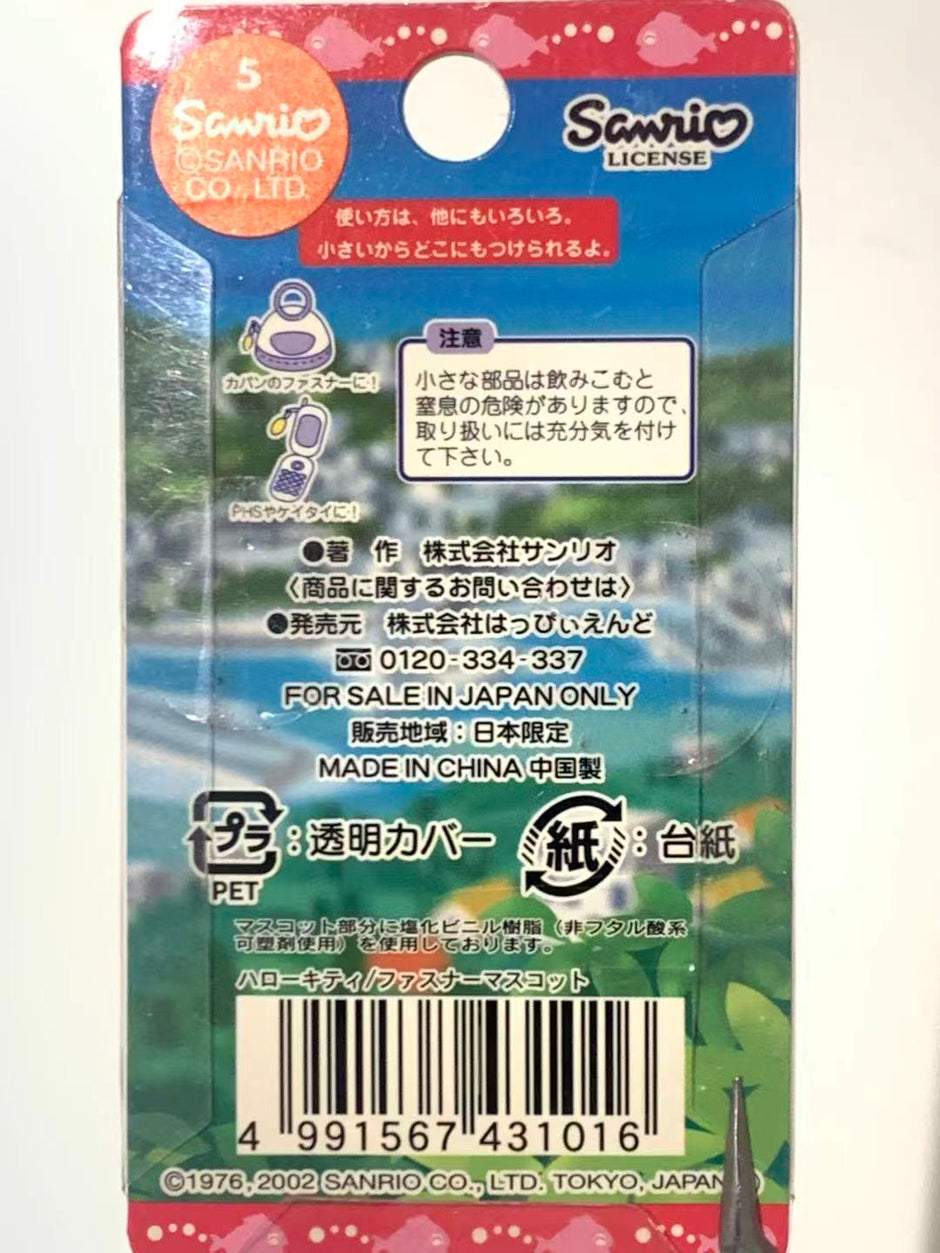 5
Sanrio
©SANRIO
CO., LTD.
Sanrio
LICENSE
使い方は、他にもいろいろ。
小さいからどこにもつけられるよ。
カバンのファスナーに!
PHSやケイタイに!
注意
小さな部品は飲みこむと
窒息の危険がありますので、
取り扱いには充分気を付け
て下さい。
●著 作 株式会社サンリオ
〈商品に関するお問い合わせは〉
●発売元 株式会社はっぴぃえんど
0120-334-337
FOR SALE IN JAPAN ONLY
販売地域:日本限定
MADE IN CHINA 中国製
プラ:透明カバー
PET
紙:台紙
マスコット部分に塩化ビニル樹脂(非フタル酸系
可塑剤使用)を使用しております。
ハローキティ/ファスナーマスコット
4 991567 431016
©1976, 2002 SANRIO CO., LTD. TOKYO, JAPAN